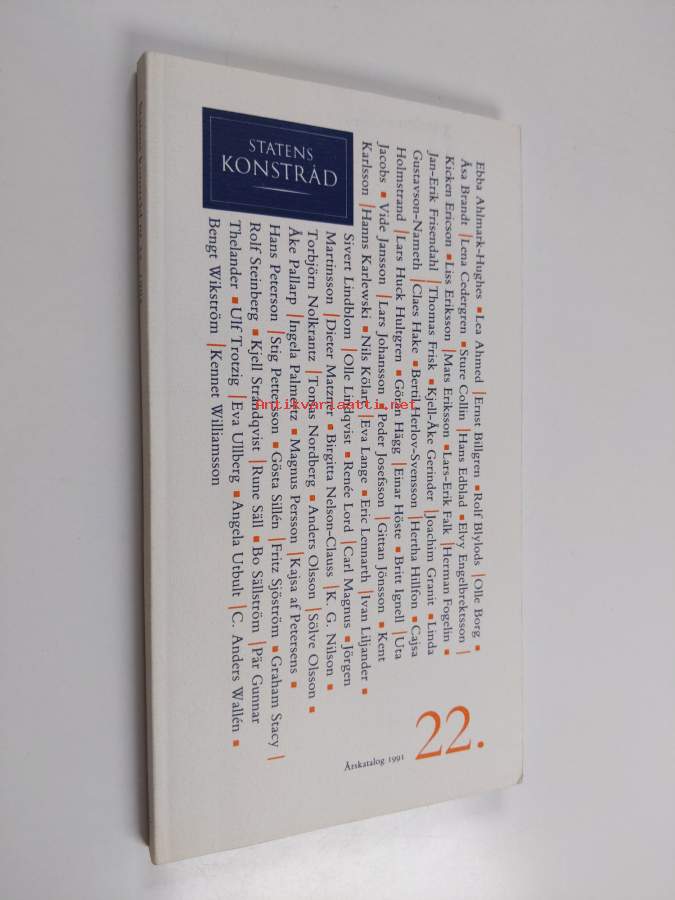 STATENS
KONSTRÅD
Ebba Ahlmark-Hughes ▪ Lea Ahmed | Ernst Billgren ▪ Rolf Blylods | Olle Borg ▪
Åsa Brandt | Lena Cedergren ▪ Sture Collin | Hans Edblad ▪ Elvy Engelbrektsson |
Kicken Ericson ▪ Liss Eriksson | Mats Eriksson ▪ Lars-Erik Falk | Herman Fogelin ▪
Jan-Erik Frisendahl | Thomas Frisk ▪ Kjell-Åke Gerinder | Joachim Granit ▪ Linda
Gustavson-Nameth | Claes Hake ▪ Bertil Herlov-Svensson | Hertha Hillfon ▪ Cajsa
Holmstrand | Lars Huck Hultgren ▪ Göran Hägg | Einar Höste ▪ Britt Ignell | Uta
Jacobs ▪ Vide Jansson | Lars Johansson ▪ Peder Josefsson | Gittan Jönsson ▪ Kent
Karlsson | Hanns Karlewski ▪ Nils Kölare | Eva Lange ▪ Eric Lennarth | Ivan Liljander ▪
Sivert Lindblom | Olle Lindqvist ▪ Renée Lord | Carl Magnus ▪ Jörgen
Martinsson | Dieter Matzner ▪ Birgitta Nelson-Clauss | K. G. Nilson ▪
Torbjörn Nolkrantz | Tomas Nordberg ▪ Anders Olsson | Sölve Olsson ▪
Åke Pallarp | Ingela Palmertz ▪ Magnus Persson | Kajsa af Petersens ▪
Hans Peterson | Stig Petterson ▪ Gösta Sillén | Fritz Sjöström ▪ Graham Stacy |
Rolf Steinberg ▪ Kjell Strandqvist | Rune Säll ▪ Bo Sällström | Pär Gunnar
Thelander ▪ Ulf Trotzig | Eva Ullberg ▪ Angela Utbult | C. Anders Wallén ▪
Bengt Wikström | Kennet Williamsson
22.
Årskatalog 1991
Antikvariaatti.net